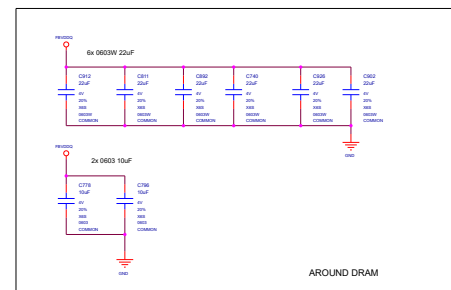 FBVDDQ
6x 0603W 22uF
C912 C811 C892 C740 C926 C902
22uF 22uF 22uF 22uF 22uF 22uF
4V 4V 4V 4V 4V 4V
20% 20% 20% 20% 20% 20%
X6S X6S X6S X6S X6S X6S
0603W 0603W 0603W 0603W 0603W 0603W
COMMON COMMON COMMON COMMON COMMON COMMON
GND
FBVDDQ
2x 0603 10uF
C778 C796
10uF 10uF
4V 4V
20% 20%
X6S X6S
0603 0603
COMMON COMMON
GND
AROUND DRAM